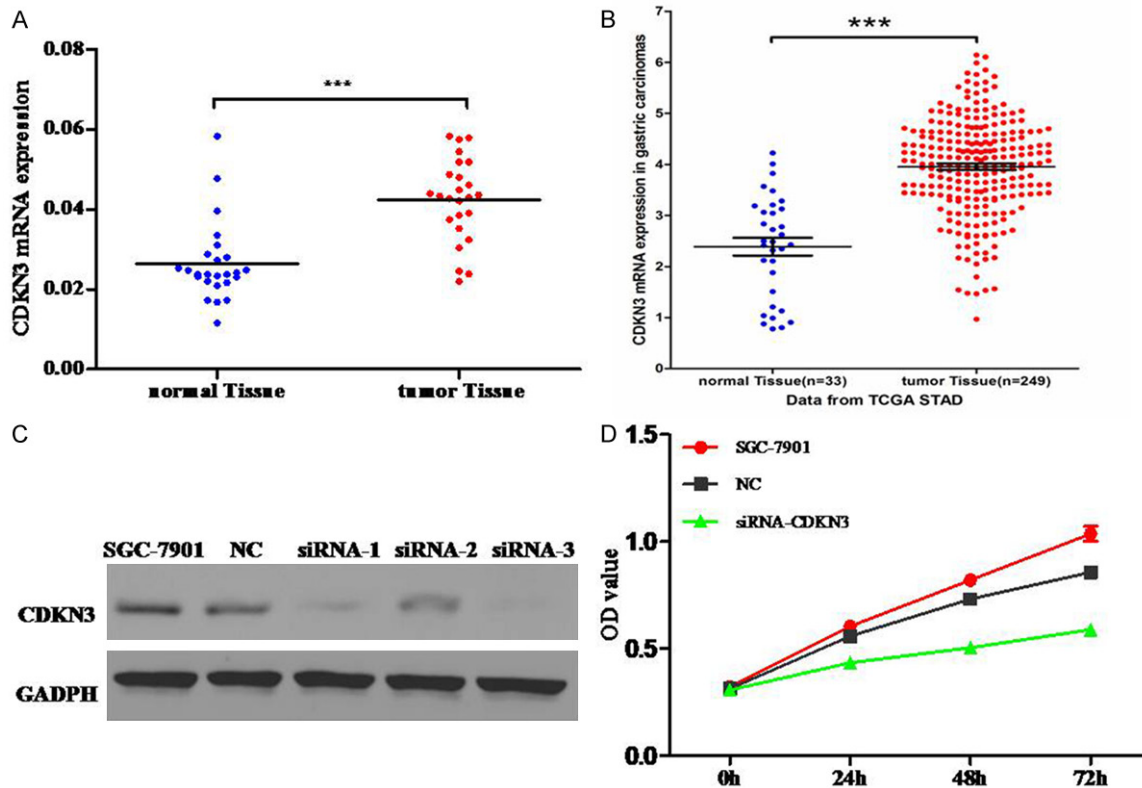 A
CDKN3 mRNA expression
0.08
0.06
0.04
0.02
0.00
***
normal Tissue
tumor Tissue
B
CDKN3 mRNA expression in gastric carcinomas
7
6
5
4
3
2
1
0
***
normal Tissue(n=33)
tumor Tissue(n=249)
Data from TCGA STAD
C
SGC-7901 NC siRNA-1 siRNA-2 siRNA-3
CDKN3
GADPH
D
OD value
1.5
1.0
0.5
0.0
SGC-7901
NC
siRNA-CDKN3
0h 24h 48h 72h